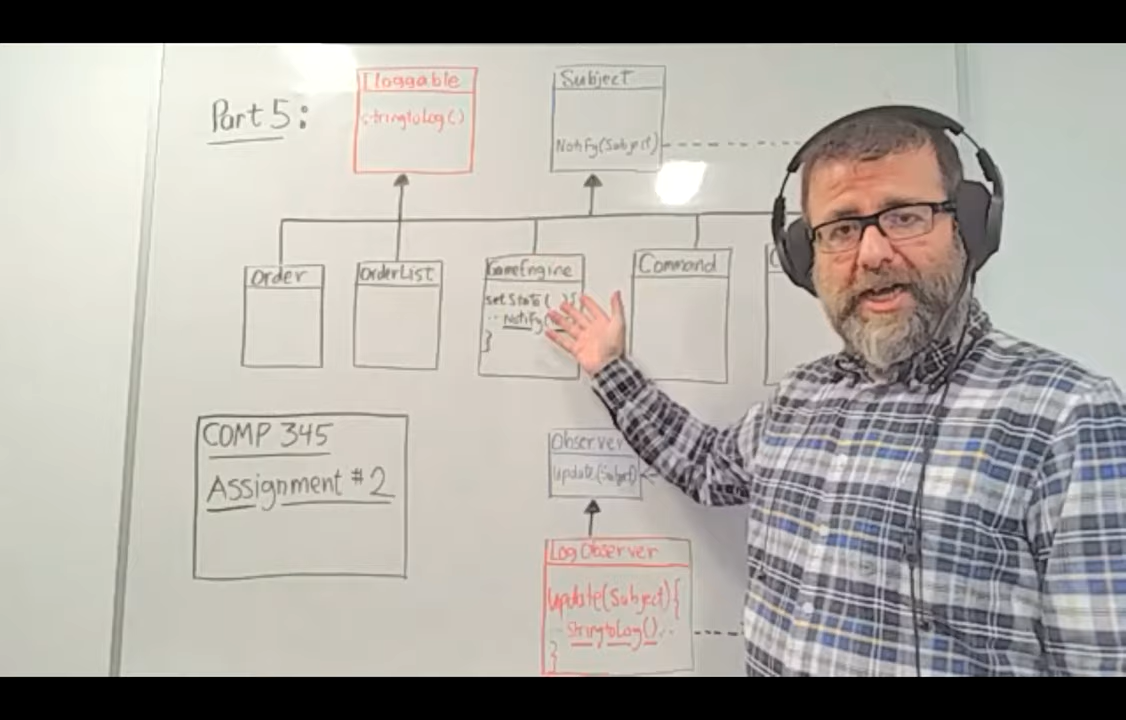 Part 5:
ILoggable
stringtoLog()
Subject
Notify(Subject)
Order
OrderList
GameEngine
setState( ){
Notify(
}
Command
COMP 345
Assignment #2
Observer
Update(Subject)
LogObserver
Update(Subject){
.. StringtoLog()..
}